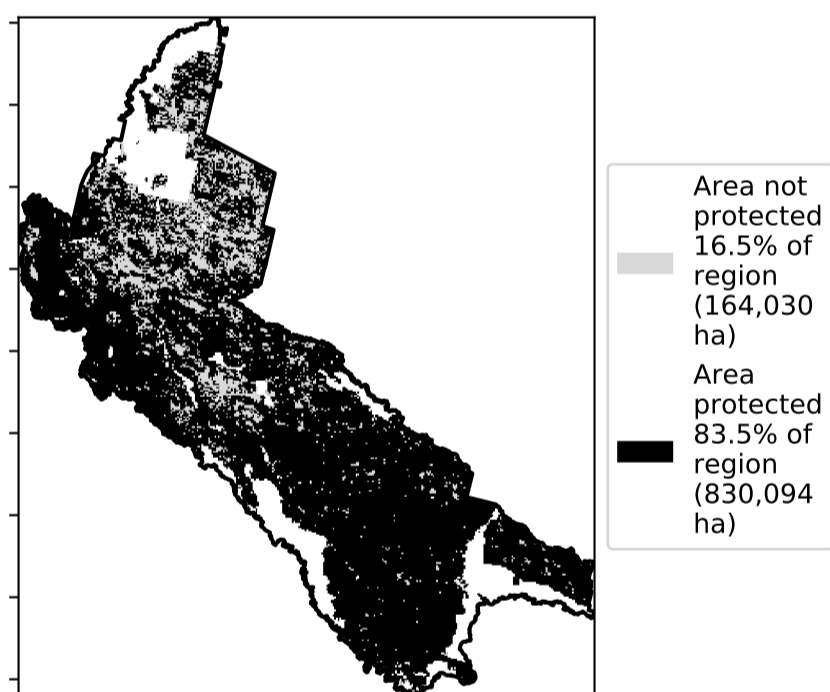 Area not
protected
16.5% of
region
(164,030
ha)
Area
protected
83.5% of
region
(830,094
ha)